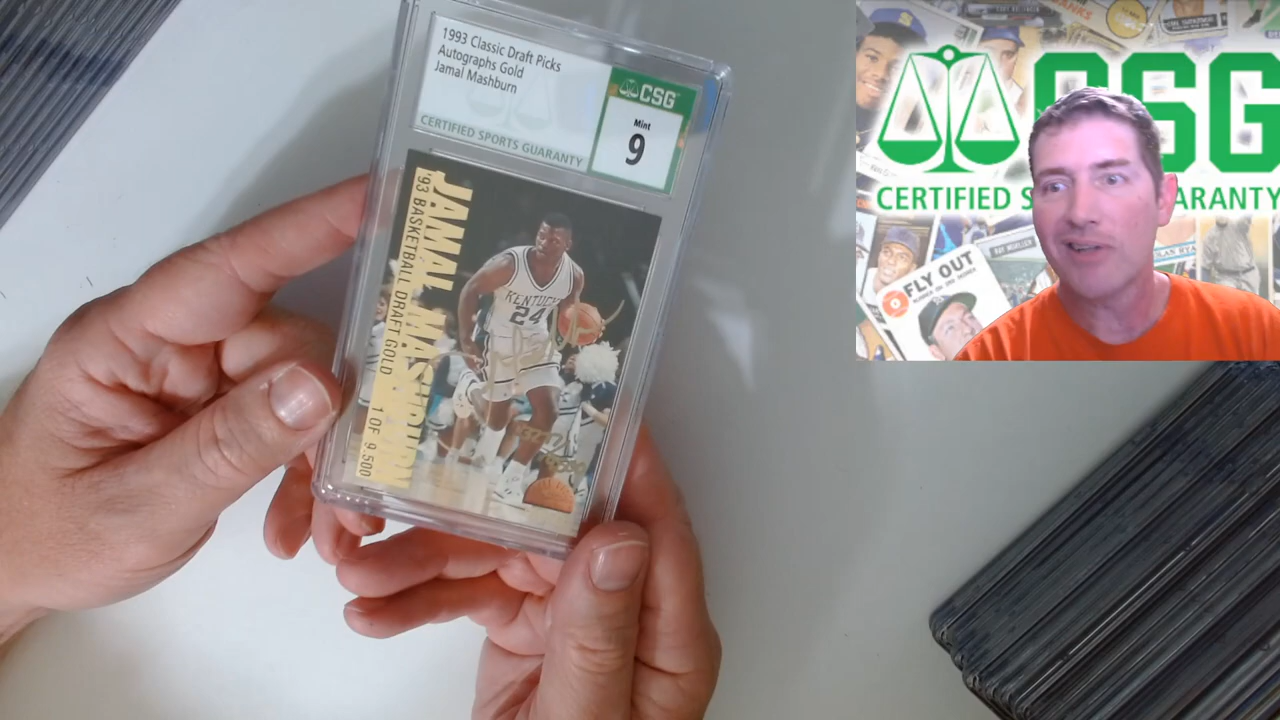 1993 Classic Draft Picks
Autographs Gold
Jamal Mashburn
CERTIFIED SPORTS GUARANTY
CSG
Mint
9
JAMAL MASHBURN
'93 BASKETBALL DRAFT GOLD 1 OF 9,500
KENTUCKY
24
CSG
CERTIFIED S
ARANTY
FLY OUT